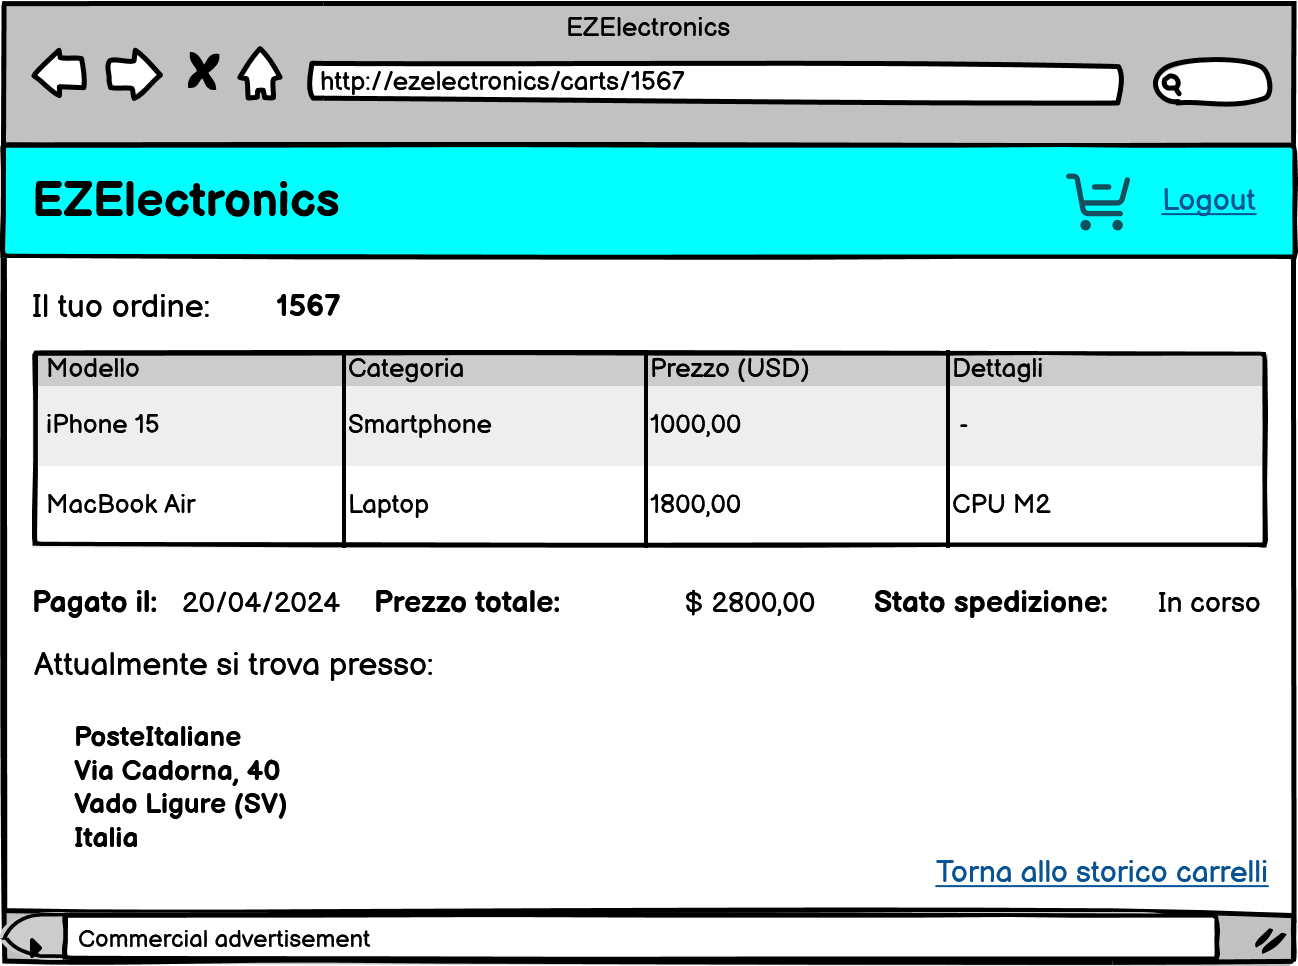 EZElectronics
http://ezelectronics/carts/1567
EZElectronics
Logout
Il tuo ordine: 1567
Modello Categoria Prezzo (USD) Dettagli
iPhone 15 Smartphone 1000,00 -
MacBook Air Laptop 1800,00 CPU M2
Pagato il: 20/04/2024 Prezzo totale: $ 2800,00 Stato spedizione: In corso
Attualmente si trova presso:
PosteItaliane
Via Cadorna, 40
Vado Ligure (SV)
Italia
Torna allo storico carrelli
Commercial advertisement